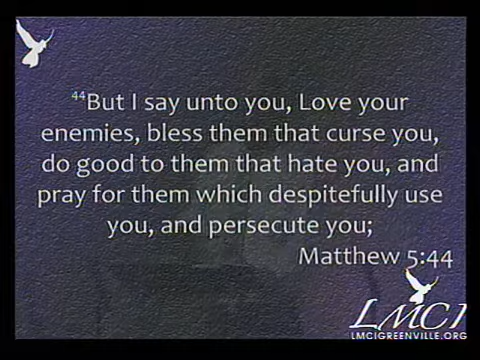 ⁴⁴But I say unto you, Love your
enemies, bless them that curse you,
do good to them that hate you, and
pray for them which despitefully use
you, and persecute you;
Matthew 5:44
LMCI
LMCIGREENVILLE.ORG